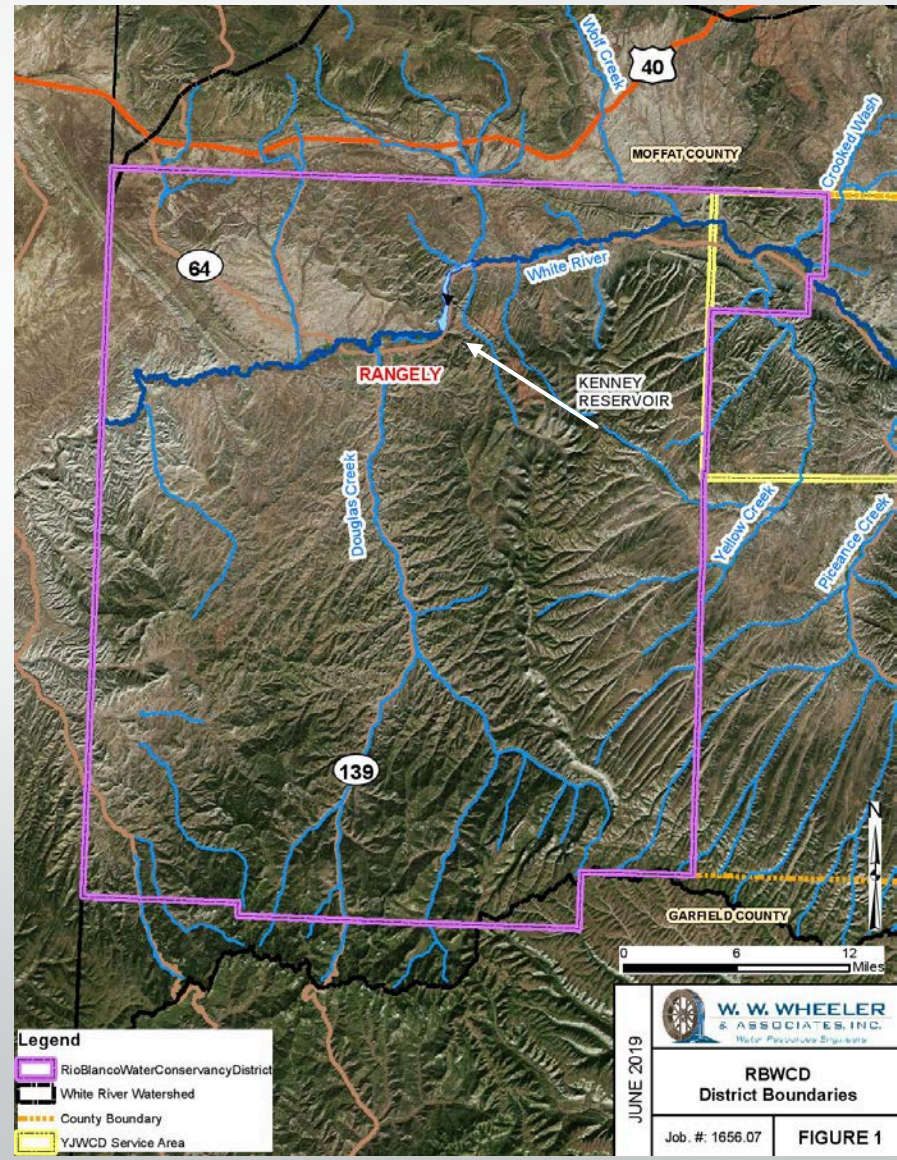 Wolf Creek
40
Crooked Wash
MOFFAT COUNTY
64
White River
RANGELY
KENNEY
RESERVOIR
Douglas Creek
Yellow Creek
Piceance Creek
139
N
GARFIELD COUNTY
0 6 12
Miles
Legend
RioBlancoWaterConservancyDistrict
White River Watershed
County Boundary
YJWCD Service Area
JUNE 2019
W. W. WHEELER
& ASSOCIATES, INC.
Water Resources Engineers
RBWCD
District Boundaries
Job. #: 1656.07
FIGURE 1